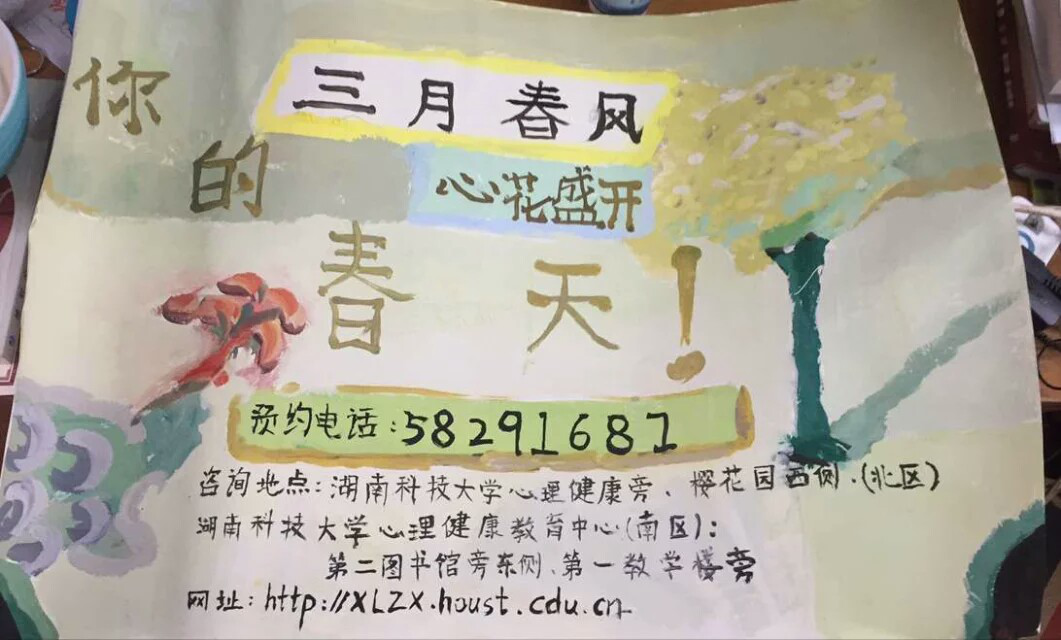 三月春风
心花盛开
你的春天!
预约电话:58291681
咨询地点:湖南科技大学心理健康旁、樱花园西侧.(北区)
湖南科技大学心理健康教育中心(南区):
第二图书馆旁东侧、第一教学楼旁
网址:http://XLZX.houst.cdu.cn